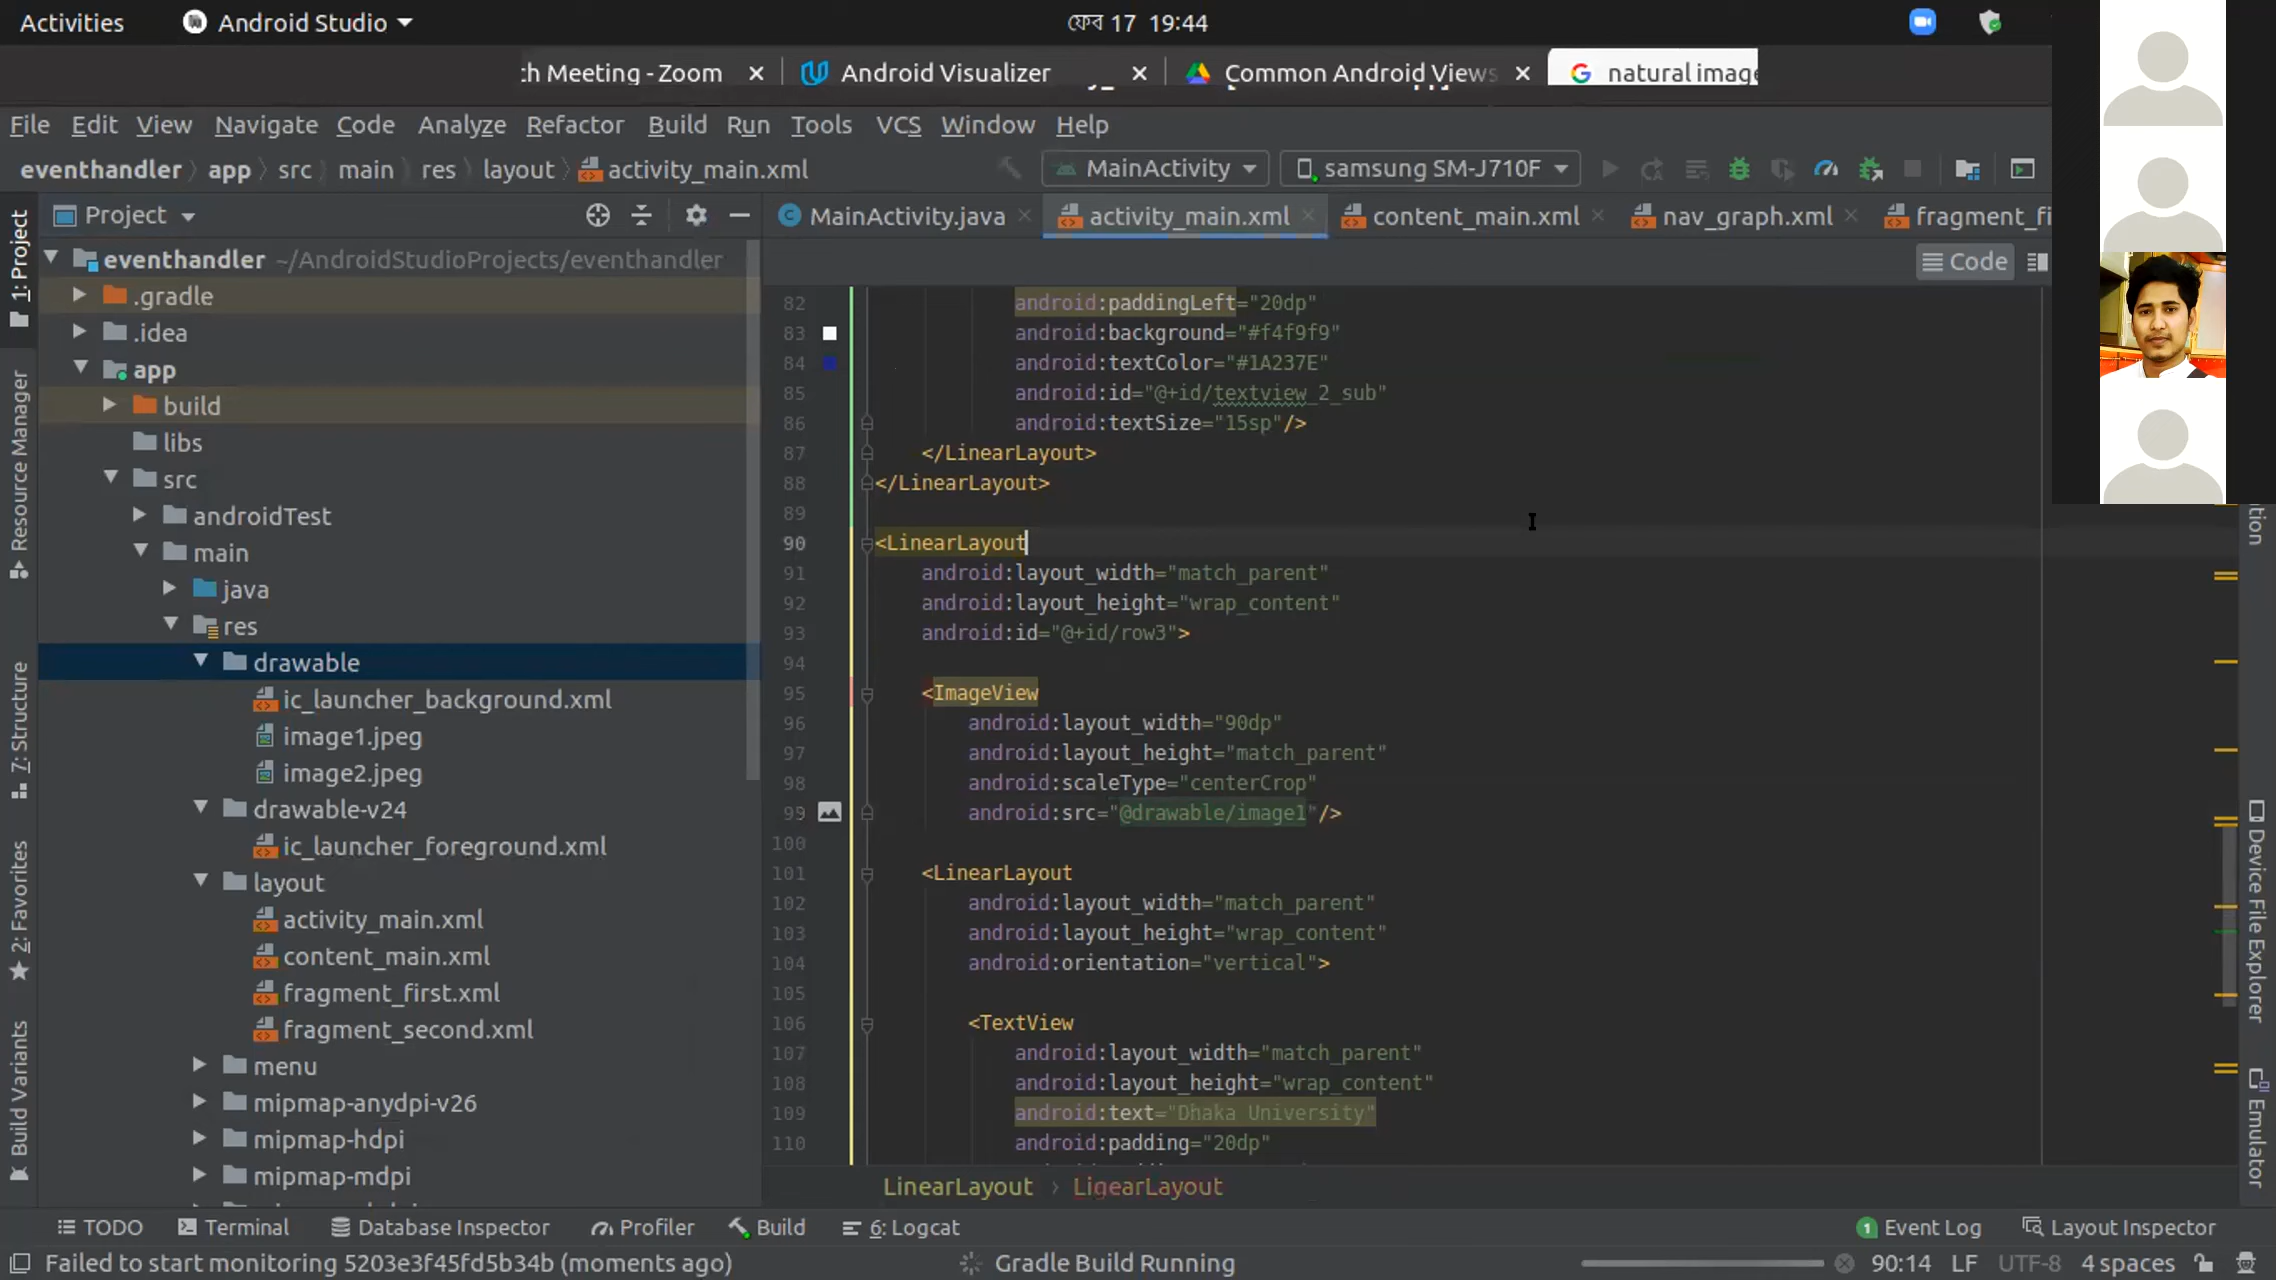 Activities Android Studio ফেব 17 19:44
ch Meeting - Zoom Android Visualizer Common Android Views natural image
File Edit View Navigate Code Analyze Refactor Build Run Tools VCS Window Help
eventhandler app src main res layout activity_main.xml MainActivity samsung SM-J710F
Project MainActivity.java activity_main.xml content_main.xml nav_graph.xml fragment_fi
Code
1: Project
Resource Manager
7: Structure
2: Favorites
Build Variants
eventhandler ~/AndroidStudioProjects/eventhandler
.gradle
.idea
app
build
libs
src
androidTest
main
java
res
drawable
ic_launcher_background.xml
image1.jpeg
image2.jpeg
drawable-v24
ic_launcher_foreground.xml
layout
activity_main.xml
content_main.xml
fragment_first.xml
fragment_second.xml
menu
mipmap-anydpi-v26
mipmap-hdpi
mipmap-mdpi
82 android:paddingLeft="20dp"
83 android:background="#f4f9f9"
84 android:textColor="#1A237E"
85 android:id="@+id/textview_2_sub"
86 android:textSize="15sp"/>
87 </LinearLayout>
88 </LinearLayout>
89
90 <LinearLayout
91 android:layout_width="match_parent"
92 android:layout_height="wrap_content"
93 android:id="@+id/row3">
94
95 <ImageView
96 android:layout_width="90dp"
97 android:layout_height="match_parent"
98 android:scaleType="centerCrop"
99 android:src="@drawable/image1"/>
100
101 <LinearLayout
102 android:layout_width="match_parent"
103 android:layout_height="wrap_content"
104 android:orientation="vertical">
105
106 <TextView
107 android:layout_width="match_parent"
108 android:layout_height="wrap_content"
109 android:text="Dhaka University"
110 android:padding="20dp"
LinearLayout › LinearLayout
Device File Explorer
Emulator
TODO Terminal Database Inspector Profiler Build 6: Logcat 1 Event Log Layout Inspector
Failed to start monitoring 5203e3f45fd5b34b (moments ago) Gradle Build Running 90:14 LF UTF-8 4 spaces